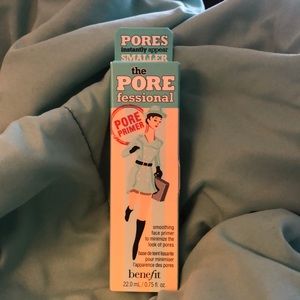 PORES
instantly appear
SMALLER
the
PORE
fessional
PORE
PRIMER
smoothing
face primer
to minimize
the look of pores
base de teint lissante
pour minimiser
l'apparence des pores
benefit
22.0 mL / 0.75 fl. oz